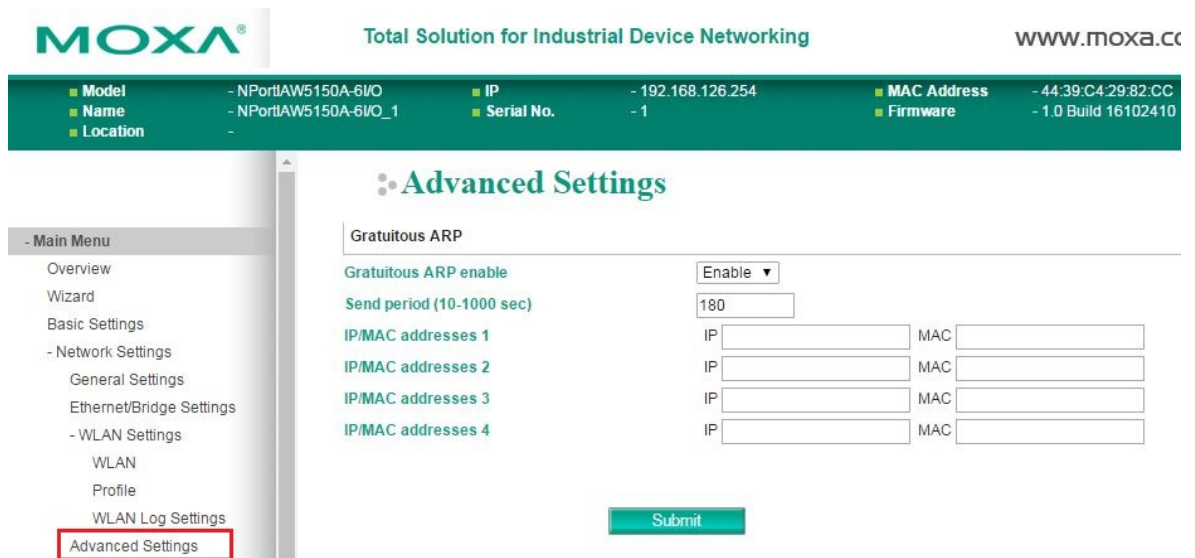 MOXA®
Total Solution for Industrial Device Networking
www.moxa.co
Model - NPortIAW5150A-6I/O IP - 192.168.126.254 MAC Address - 44:39:C4:29:82:CC
Name - NPortIAW5150A-6I/O_1 Serial No. - 1 Firmware - 1.0 Build 16102410
Location -
- Main Menu
Overview
Wizard
Basic Settings
- Network Settings
General Settings
Ethernet/Bridge Settings
- WLAN Settings
WLAN
Profile
WLAN Log Settings
Advanced Settings
Advanced Settings
Gratuitous ARP
Gratuitous ARP enable Enable ▼
Send period (10-1000 sec) 180
IP/MAC addresses 1 IP MAC
IP/MAC addresses 2 IP MAC
IP/MAC addresses 3 IP MAC
IP/MAC addresses 4 IP MAC
Submit